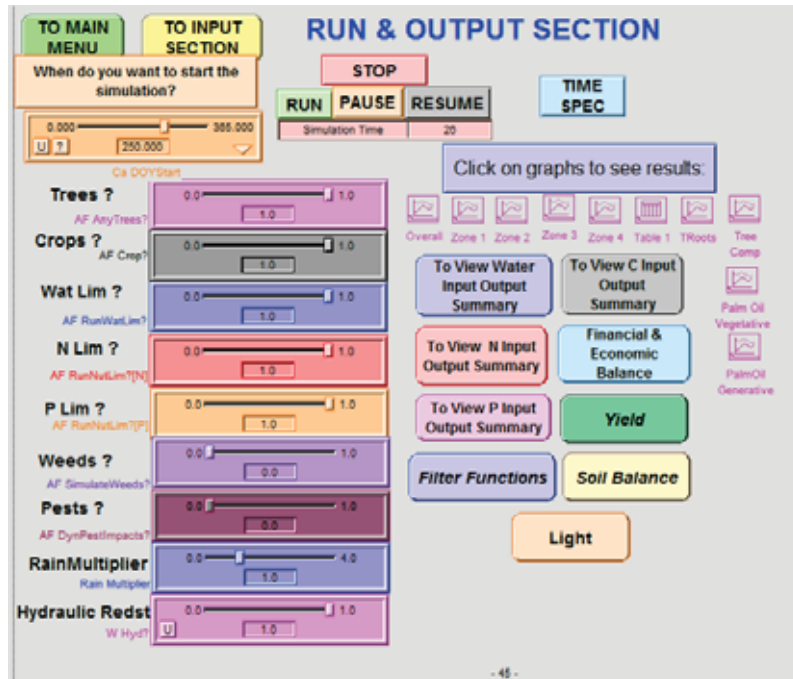 TO MAIN
MENU
TO INPUT
SECTION
RUN & OUTPUT SECTION
When do you want to start the
simulation?
STOP
RUN
PAUSE
RESUME
TIME
SPEC
Simulation Time
25
0.000
365.000
U
?
250.000
Ca DOYStart
Click on graphs to see results:
Trees ?
AF AnyTrees?
0.0
1.0
1.0
Overall
Zone 1
Zone 2
Zone 3
Zone 4
Table 1
TRoots
Tree
Comp
Crops ?
AF Crop?
0.0
1.0
1.0
To View Water
Input Output
Summary
To View C Input
Output
Summary
Palm Oil
Vegetative
Wat Lim ?
AF RunWatLim?
0.0
1.0
1.0
N Lim ?
AF RunNutLim?[N]
0.0
1.0
1.0
To View N Input
Output Summary
Financial &
Economic
Balance
PalmOil
Generative
P Lim ?
AF RunNutLim?[P]
0.0
1.0
1.0
To View P Input
Output Summary
Yield
Weeds ?
AF SimulateWeeds?
0.0
1.0
0.0
Filter Functions
Soil Balance
Pests ?
AF DynPestImpacts?
0.0
1.0
0.0
Light
RainMultiplier
Rain Multiplier
0.0
4.0
1.0
Hydraulic Redst
W Hyd?
0.0
1.0
U
1.0
- 45 -